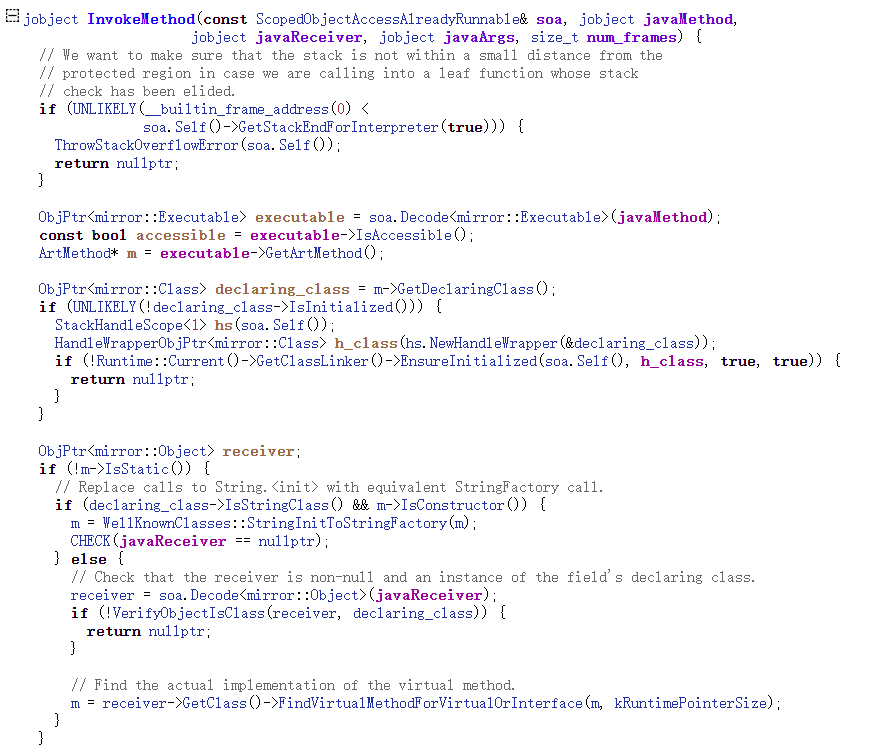 jobject InvokeMethod(const ScopedObjectAccessAlreadyRunnable& soa, jobject javaMethod,
                     jobject javaReceiver, jobject javaArgs, size_t num_frames) {
  // We want to make sure that the stack is not within a small distance from the
  // protected region in case we are calling into a leaf function whose stack
  // check has been elided.
  if (UNLIKELY(__builtin_frame_address(0) <
               soa.Self()->GetStackEndForInterpreter(true))) {
    ThrowStackOverflowError(soa.Self());
    return nullptr;
  }

  ObjPtr<mirror::Executable> executable = soa.Decode<mirror::Executable>(javaMethod);
  const bool accessible = executable->IsAccessible();
  ArtMethod* m = executable->GetArtMethod();

  ObjPtr<mirror::Class> declaring_class = m->GetDeclaringClass();
  if (UNLIKELY(!declaring_class->IsInitialized())) {
    StackHandleScope<1> hs(soa.Self());
    HandleWrapperObjPtr<mirror::Class> h_class(hs.NewHandleWrapper(&declaring_class));
    if (!Runtime::Current()->GetClassLinker()->EnsureInitialized(soa.Self(), h_class, true, true)) {
      return nullptr;
    }
  }

  ObjPtr<mirror::Object> receiver;
  if (!m->IsStatic()) {
    // Replace calls to String.<init> with equivalent StringFactory call.
    if (declaring_class->IsStringClass() && m->IsConstructor()) {
      m = WellKnownClasses::StringInitToStringFactory(m);
      CHECK(javaReceiver == nullptr);
    } else {
      // Check that the receiver is non-null and an instance of the field's declaring class.
      receiver = soa.Decode<mirror::Object>(javaReceiver);
      if (!VerifyObjectIsClass(receiver, declaring_class)) {
        return nullptr;
      }

      // Find the actual implementation of the virtual method.
      m = receiver->GetClass()->FindVirtualMethodForVirtualOrInterface(m, kRuntimePointerSize);
    }
  }